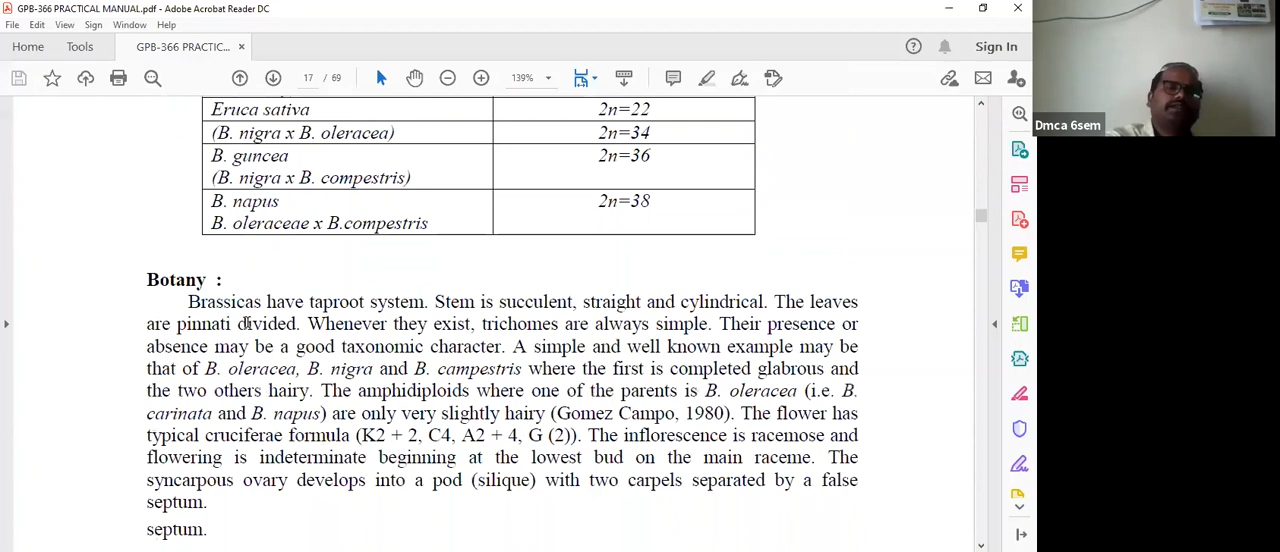 GPB-366 PRACTICAL MANUAL.pdf - Adobe Acrobat Reader DC
File Edit View Sign Window Help
Home Tools GPB-366 PRACTIC... × Sign In
17 / 69 139%
Eruca sativa 2n=22
(B. nigra x B. oleracea) 2n=34
B. guncea 2n=36
(B. nigra x B. compestris)
B. napus 2n=38
B. oleraceae x B.compestris
Botany :
Brassicas have taproot system. Stem is succulent, straight and cylindrical. The leaves
are pinnati divided. Whenever they exist, trichomes are always simple. Their presence or
absence may be a good taxonomic character. A simple and well known example may be
that of B. oleracea, B. nigra and B. campestris where the first is completed glabrous and
the two others hairy. The amphidiploids where one of the parents is B. oleracea (i.e. B.
carinata and B. napus) are only very slightly hairy (Gomez Campo, 1980). The flower has
typical cruciferae formula (K2 + 2, C4, A2 + 4, G (2)). The inflorescence is racemose and
flowering is indeterminate beginning at the lowest bud on the main raceme. The
syncarpous ovary develops into a pod (silique) with two carpels separated by a false
septum.
septum.
Dmca 6sem